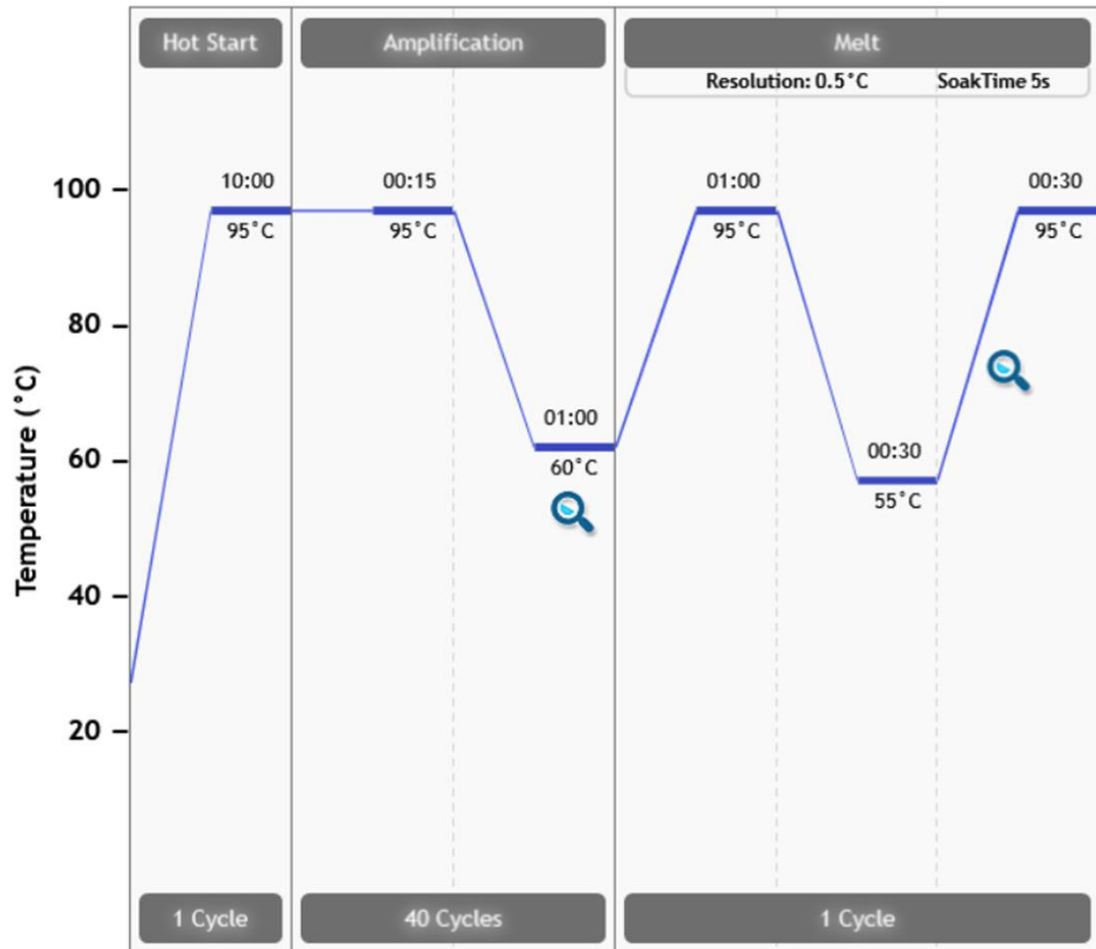 Hot Start
Amplification
Melt
Resolution: 0.5°C SoakTime 5s
100
10:00
00:15
01:00
00:30
95°C
95°C
95°C
95°C
80
Temperature (°C)
01:00
60
60°C
00:30
55°C
40
20
1 Cycle
40 Cycles
1 Cycle